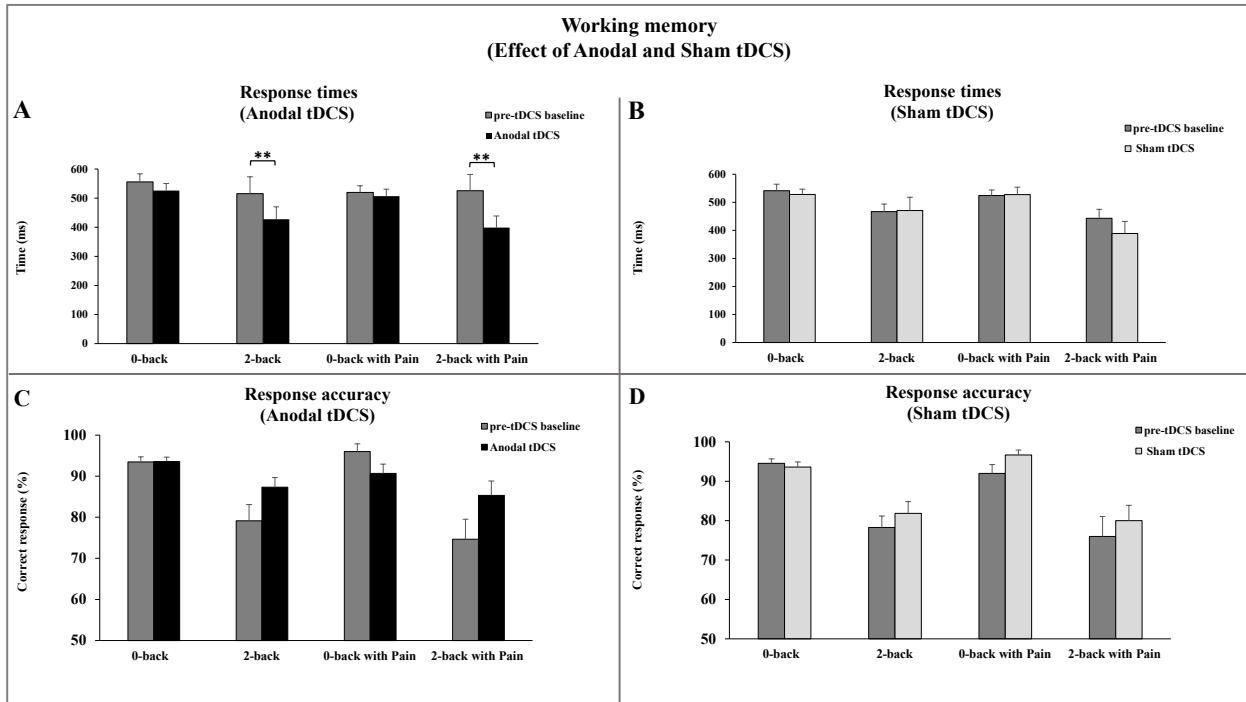 Working memory
(Effect of Anodal and Sham tDCS)
A
Response times
(Anodal tDCS)
pre-tDCS baseline
Anodal tDCS
**
**
600
500
400
300
200
100
0
Time (ms)
0-back
2-back
0-back with Pain
2-back with Pain
B
Response times
(Sham tDCS)
pre-tDCS baseline
Sham tDCS
600
500
400
300
200
100
0
Time (ms)
0-back
2-back
0-back with Pain
2-back with Pain
C
Response accuracy
(Anodal tDCS)
pre-tDCS baseline
Anodal tDCS
100
90
80
70
60
50
Correct response (%)
0-back
2-back
0-back with Pain
2-back with Pain
D
Response accuracy
(Sham tDCS)
pre-tDCS baseline
Sham tDCS
100
90
80
70
60
50
Correct response (%)
0-back
2-back
0-back with Pain
2-back with Pain